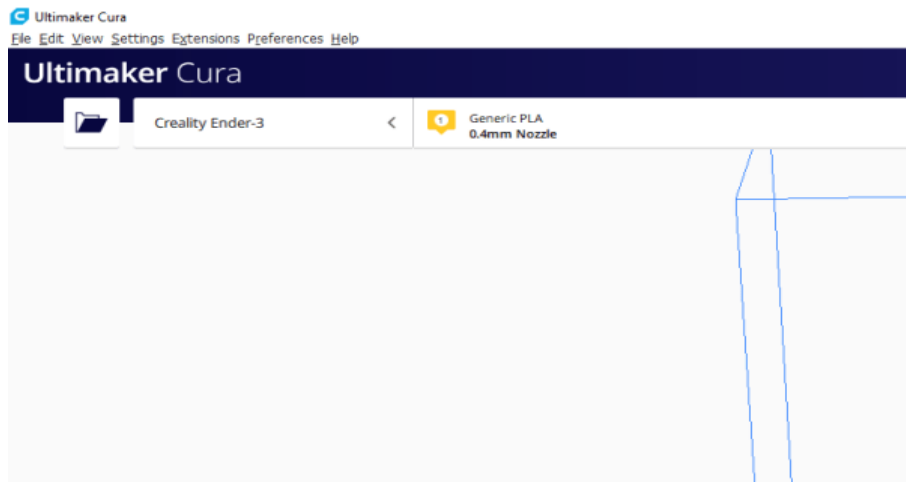 Ultimaker Cura
File Edit View Settings Extensions Preferences Help
Ultimaker Cura
Creality Ender-3
1
Generic PLA
0.4mm Nozzle